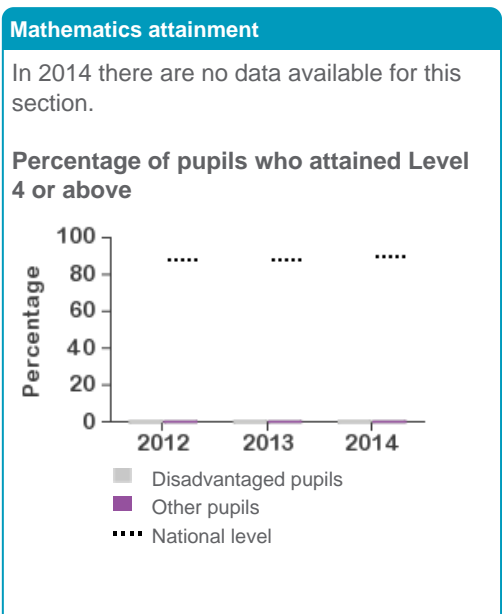 Mathematics attainment
In 2014 there are no data available for this
section.
Percentage of pupils who attained Level
4 or above
100
80
60
40
20
0
Percentage
2012 2013 2014
Disadvantaged pupils
Other pupils
National level